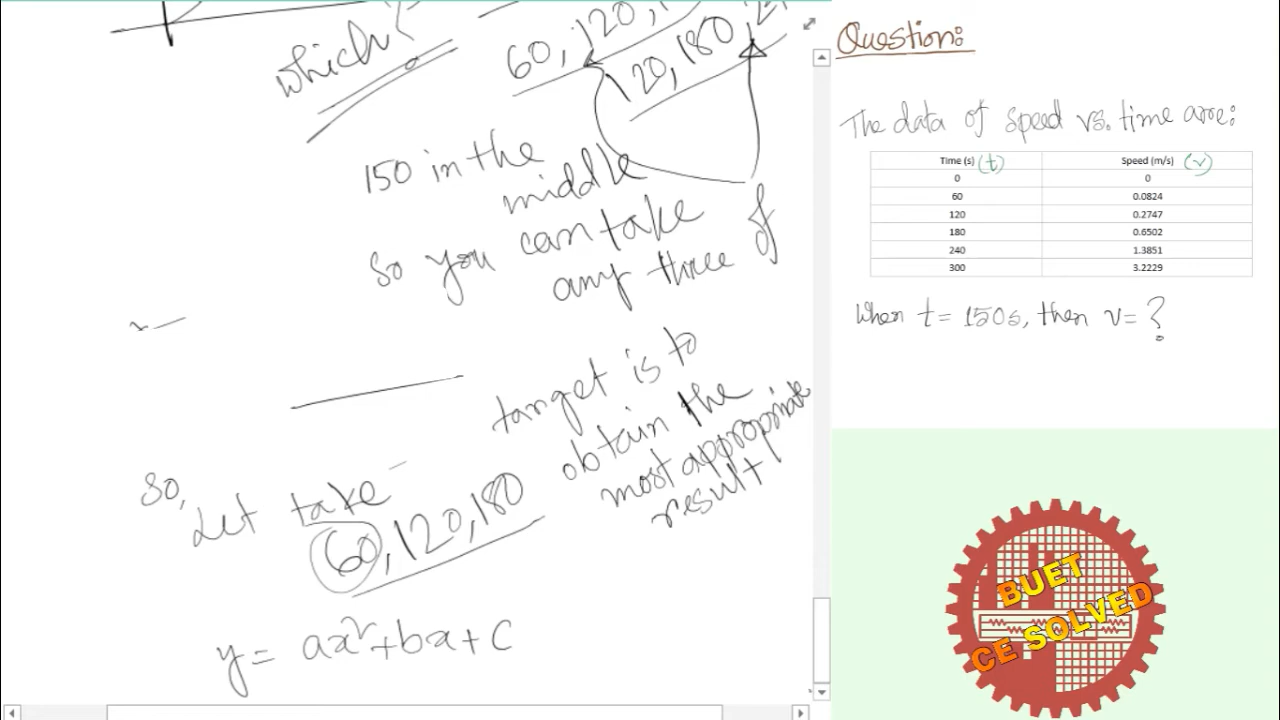 which?
60, 120,
120, 180,
150 in the
middle
so you can take
any three of
target is to
obtain the
most appropriate
result
So,
Let take
60, 120, 180
y = ax²+bx+c
Question:
The data of speed vs. time are:
Time (s) (t) Speed (m/s) (v)
0 0
60 0.0824
120 0.2747
180 0.6502
240 1.3851
300 3.2229
When t = 150s, then v = ?
BUET
CE SOLVED